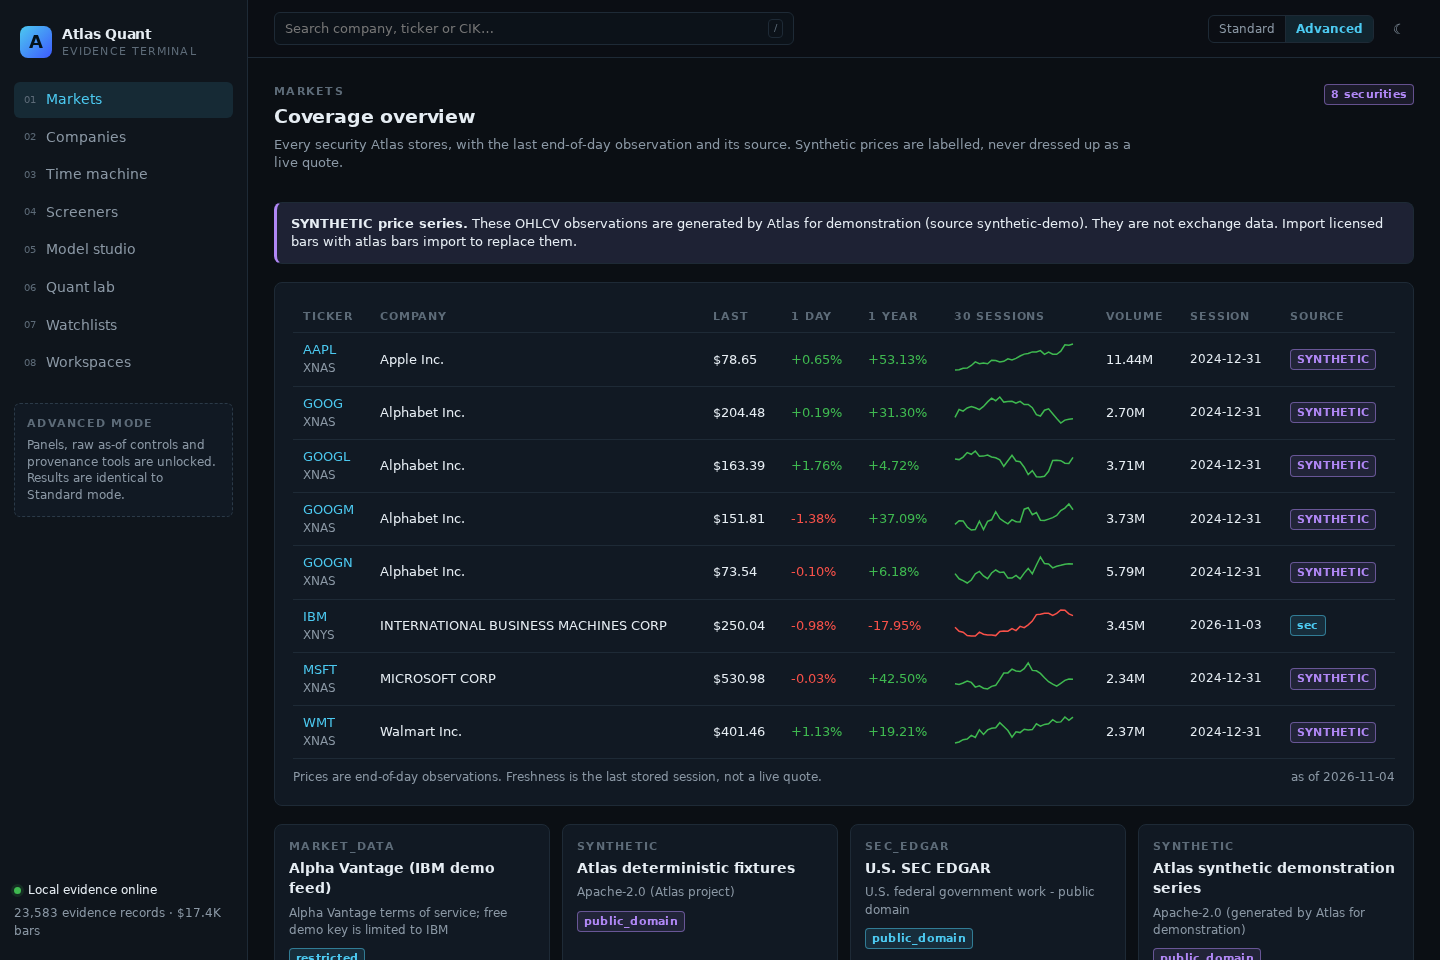 A
Atlas Quant
EVIDENCE TERMINAL
01 Markets
02 Companies
03 Time machine
04 Screeners
05 Model studio
06 Quant lab
07 Watchlists
08 Workspaces
ADVANCED MODE
Panels, raw as-of controls and
provenance tools are unlocked.
Results are identical to
Standard mode.
Local evidence online
23,583 evidence records · $17.4K
bars
Search company, ticker or CIK...
/
Standard Advanced
MARKETS
8 securities
Coverage overview
Every security Atlas stores, with the last end-of-day observation and its source. Synthetic prices are labelled, never dressed up as a
live quote.
SYNTHETIC price series. These OHLCV observations are generated by Atlas for demonstration (source synthetic-demo). They are not exchange data. Import licensed
bars with atlas bars import to replace them.
TICKER COMPANY LAST 1 DAY 1 YEAR 30 SESSIONS VOLUME SESSION SOURCE
AAPL
XNAS
Apple Inc. $78.65 +0.65% +53.13% 11.44M 2024-12-31 SYNTHETIC
GOOG
XNAS
Alphabet Inc. $204.48 +0.19% +31.30% 2.70M 2024-12-31 SYNTHETIC
GOOGL
XNAS
Alphabet Inc. $163.39 +1.76% +4.72% 3.71M 2024-12-31 SYNTHETIC
GOOGM
XNAS
Alphabet Inc. $151.81 -1.38% +37.09% 3.73M 2024-12-31 SYNTHETIC
GOOGN
XNAS
Alphabet Inc. $73.54 -0.10% +6.18% 5.79M 2024-12-31 SYNTHETIC
IBM
XNYS
INTERNATIONAL BUSINESS MACHINES CORP $250.04 -0.98% -17.95% 3.45M 2026-11-03 sec
MSFT
XNAS
MICROSOFT CORP $530.98 -0.03% +42.50% 2.34M 2024-12-31 SYNTHETIC
WMT
XNAS
Walmart Inc. $401.46 +1.13% +19.21% 2.37M 2024-12-31 SYNTHETIC
Prices are end-of-day observations. Freshness is the last stored session, not a live quote.
as of 2026-11-04
MARKET_DATA
Alpha Vantage (IBM demo
feed)
Alpha Vantage terms of service; free
demo key is limited to IBM
restricted
SYNTHETIC
Atlas deterministic fixtures
Apache-2.0 (Atlas project)
public_domain
SEC_EDGAR
U.S. SEC EDGAR
U.S. federal government work - public
domain
public_domain
SYNTHETIC
Atlas synthetic demonstration
series
Apache-2.0 (generated by Atlas for
demonstration)
public_domain